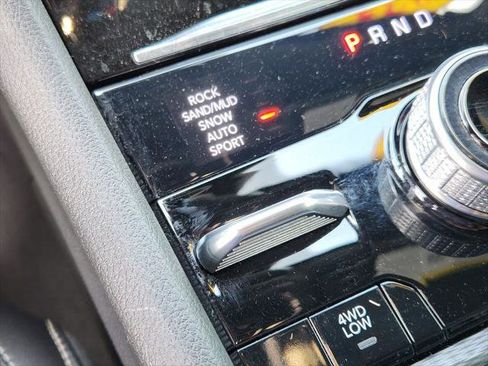 PRND
ROCK
SAND/MUD
SNOW
AUTO
SPORT
4WD
LOW